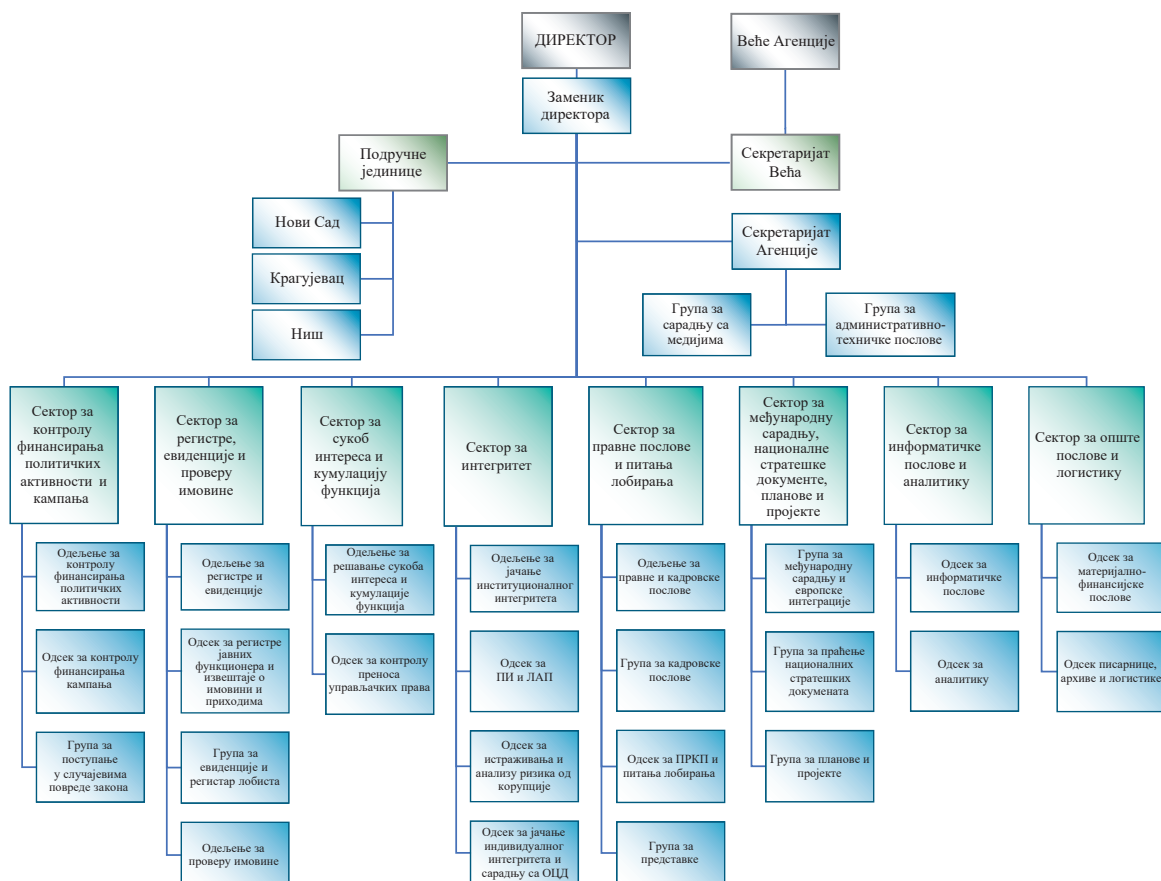 ДИРЕКТОР
Веће Агенције
Заменик
директора
Подручне
јединице
Секретаријат
Већа
Нови Сад
Секретаријат
Агенције
Крагујевац
Ниш
Група за
сарадњу са
медијима
Група за
административно-
техничке послове
Сектор за
контролу
финансирања
политичких
активности и
кампања
Сектор за
регистре,
евиденције и
проверу
имовине
Сектор за
сукоб
интереса и
кумулацију
функција
Сектор за
интегритет
Сектор за
правне послове
и питања
лобирања
Сектор за
међународну
сарадњу,
националне
стратешке
документе,
планове и
пројекте
Сектор за
информатичке
послове и
аналитику
Сектор за опште
послове и
логистику
Одељење за
контролу
финансирања
политичких
активности
Одељење за
регистре и
евиденције
Одељење за
решавање сукоба
интереса и
кумулације
функција
Одељење за
јачање
институционалног
интегритета
Одељење за
правне и кадровске
послове
Група за
међународну
сарадњу и
европске
интеграције
Одсек за
информатичке
послове
Одсек за
материјално-
финансијске
послове
Одсек за контролу
финансирања
кампања
Одсек за регистре
јавних
функционера и
извештаје о
имовини и
приходима
Одсек за контролу
преноса
управљачких права
Одсек за
ПИ и ЛАП
Група за кадровске
послове
Група за праћење
националних
стратешких
докумената
Одсек за
аналитику
Одсек писарнице,
архиве и логистике
Група за
поступање
у случајевима
повреде закона
Група за
евиденције и
регистар лобиста
Одсек за
истраживања и
анализу ризика од
корупције
Одсек за ПРКП и
питања лобирања
Група за планове и
пројекте
Одељење за
проверу имовине
Одсек за јачање
индивидуалног
интегритета и
сарадњу са ОЦД
Група за
представке